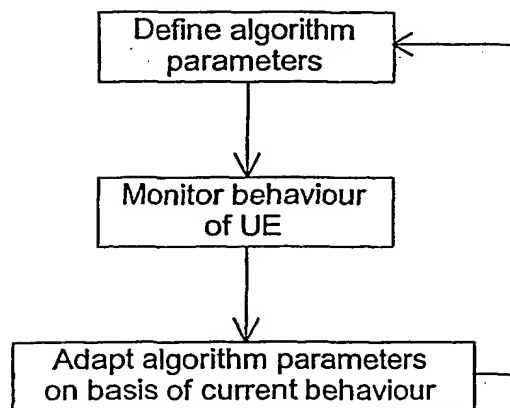 Define algorithm
parameters
Monitor behaviour
of UE
Adapt algorithm parameters
on basis of current behaviour